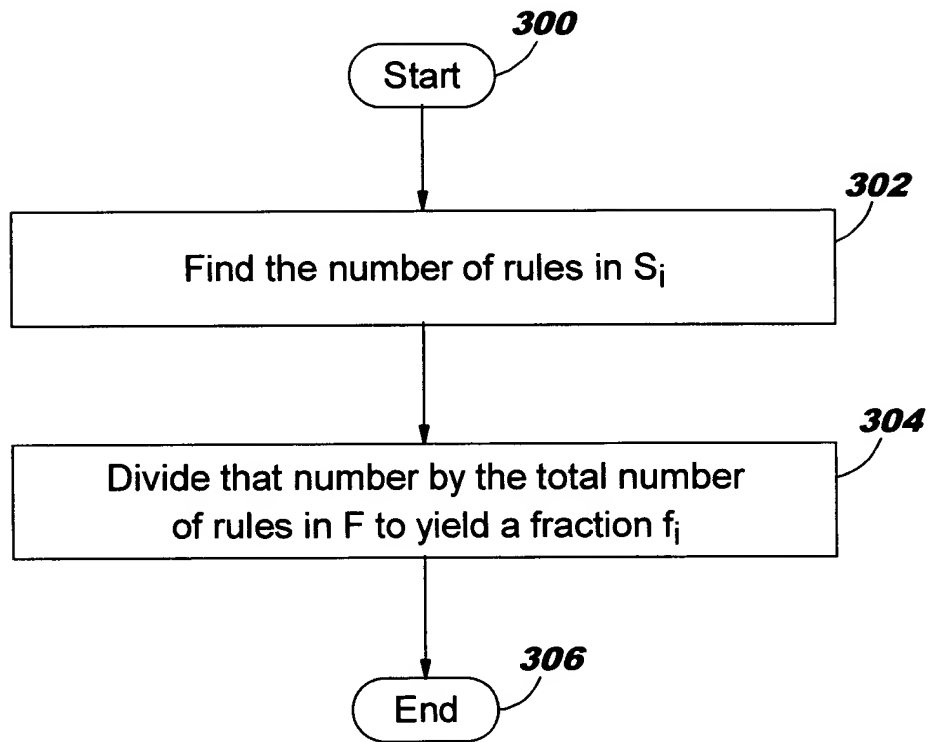 300
Start
302
Find the number of rules in Si
304
Divide that number by the total number
of rules in F to yield a fraction fi
306
End